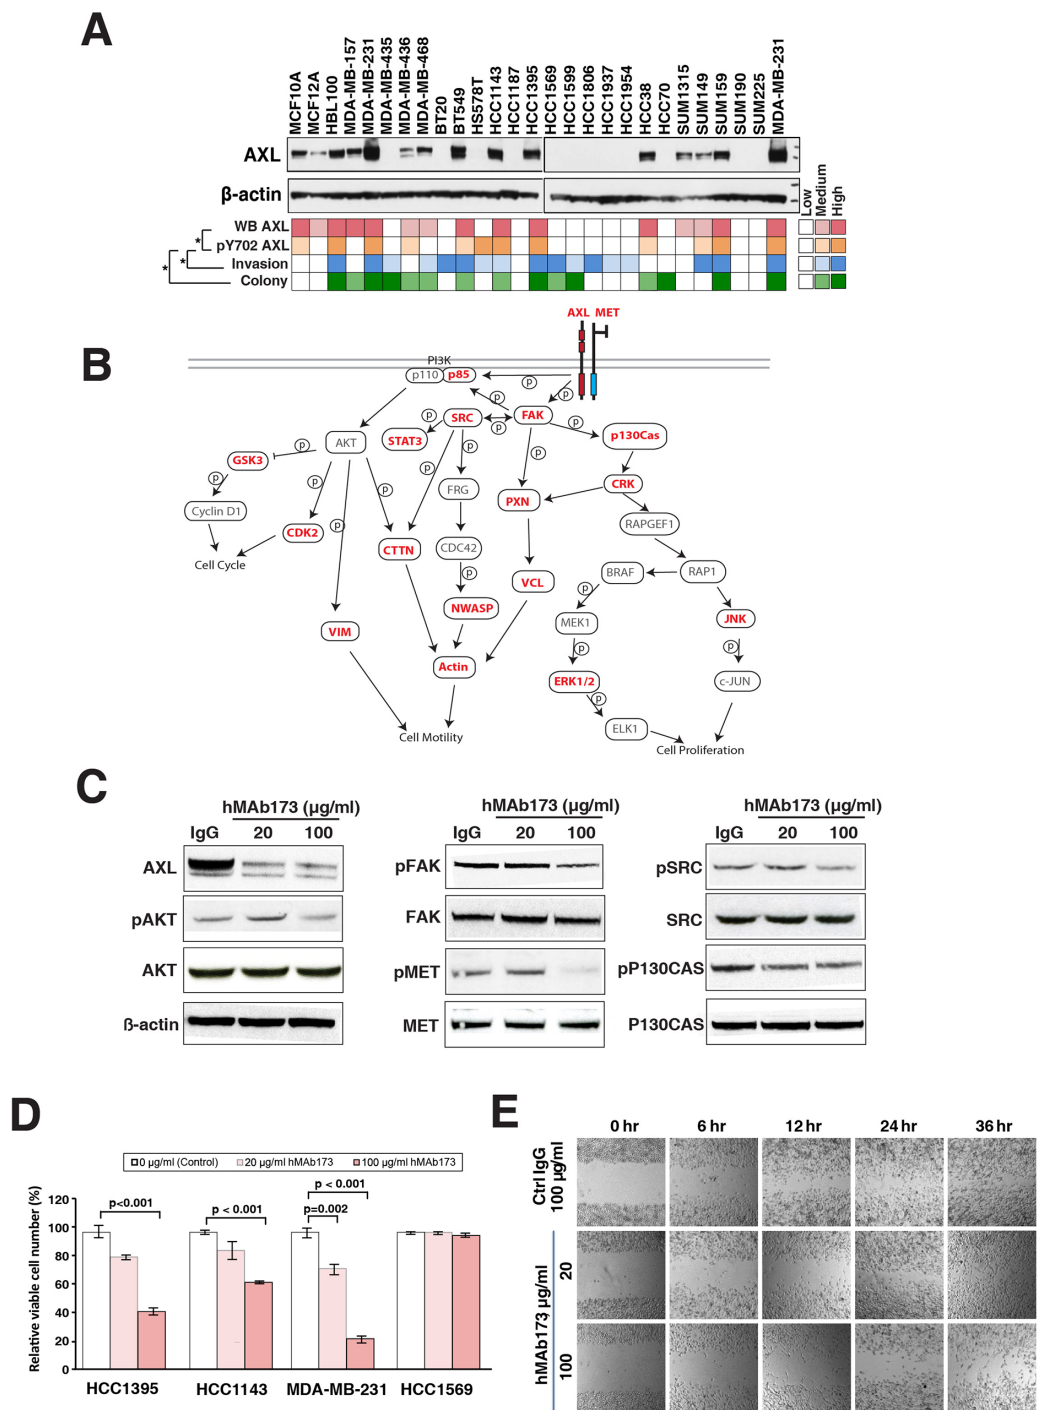 A
MCF10A
MCF12A
HBL100
MDA-MB-157
MDA-MB-231
MDA-MB-435
MDA-MB-436
MDA-MB-468
BT20
BT549
HS578T
HCC1143
HCC1187
HCC1395
HCC1569
HCC1599
HCC1806
HCC1937
HCC1954
HCC38
HCC70
SUM1315
SUM149
SUM159
SUM190
SUM225
MDA-MB-231
AXL
β-actin
Low
Medium
High
WB AXL
pY702 AXL
Invasion
Colony
*
*
*
B
AXL MET
PI3K
p110 p85
P
P
P
SRC
P
FAK
P
P
STAT3
p130Cas
AKT
P
P
P
P
GSK3
P
P
P
FRG
CRK
PXN
Cyclin D1
P
RAPGEF1
CDK2
CTTN
CDC42
Cell Cycle
P
BRAF
RAP1
VCL
P
NWASP
MEK1
JNK
VIM
P
P
Actin
ERK1/2
c-JUN
P
ELK1
Cell Motility
Cell Proliferation
C
hMAb173 (µg/ml)
IgG 20 100
AXL
pAKT
AKT
ß-actin
hMAb173 (µg/ml)
IgG 20 100
pFAK
FAK
pMET
MET
hMAb173 (µg/ml)
IgG 20 100
pSRC
SRC
pP130CAS
P130CAS
D
0 µg/ml (Control) 20 µg/ml hMAb173 100 µg/ml hMAb173
Relative viable cell number (%)
120
100
80
60
40
20
0
p<0.001
p < 0.001
p < 0.001
p=0.002
HCC1395 HCC1143 MDA-MB-231 HCC1569
E
0 hr 6 hr 12 hr 24 hr 36 hr
Ctrl IgG
100 µg/ml
hMAb173 µg/ml
20
100